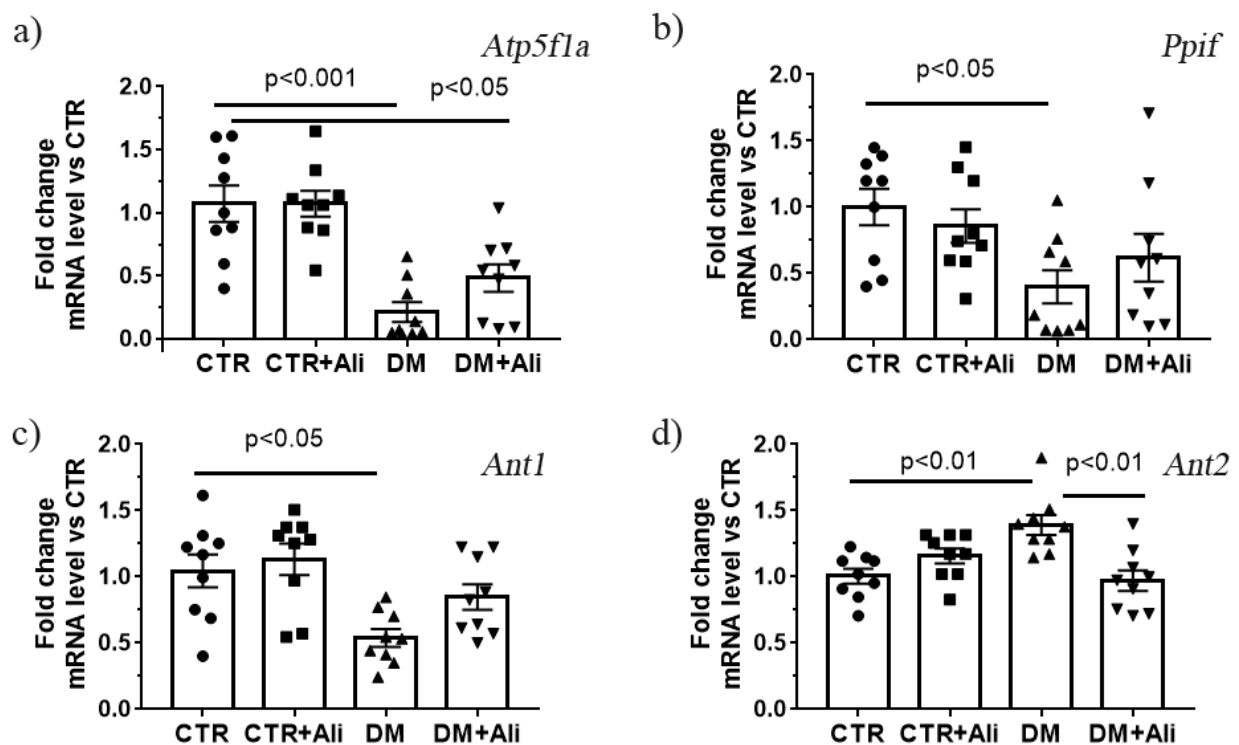 a)
Atp5f1a
p<0.001
p<0.05
Fold change
mRNA level vs CTR
2.0
1.5
1.0
0.5
0.0
CTR CTR+Ali DM DM+Ali
b)
Ppif
p<0.05
Fold change
mRNA level vs CTR
2.0
1.5
1.0
0.5
0.0
CTR CTR+Ali DM DM+Ali
c)
Ant1
p<0.05
Fold change
mRNA level vs CTR
2.0
1.5
1.0
0.5
0.0
CTR CTR+Ali DM DM+Ali
d)
Ant2
p<0.01
p<0.01
Fold change
mRNA level vs CTR
2.0
1.5
1.0
0.5
0.0
CTR CTR+Ali DM DM+Ali